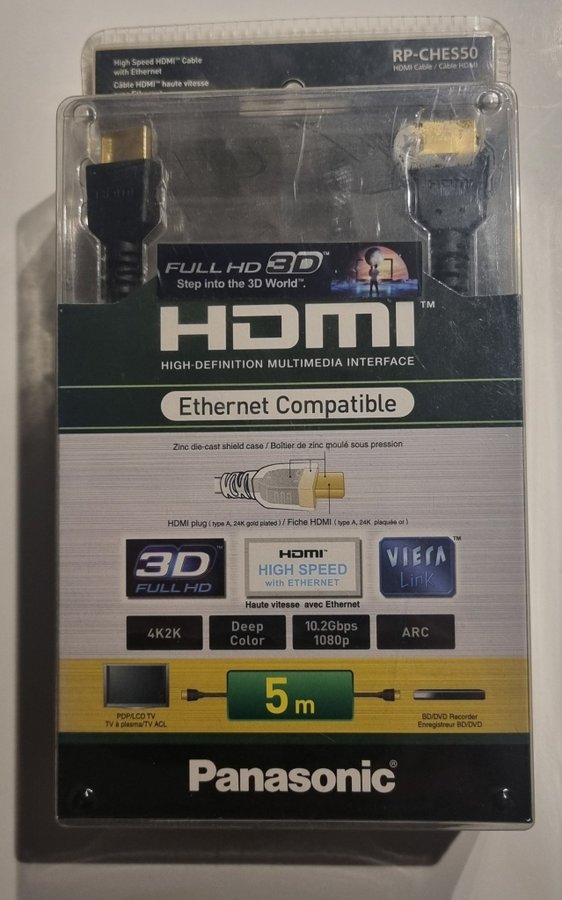 High Speed HDMI™ Cable
with Ethernet
Câble HDMI™ haute vitesse
RP-CHES50
HDMI Cable / Câble HDMI
HDMI
FULL HD 3D™
Step into the 3D World™.
HDMI™
HIGH-DEFINITION MULTIMEDIA INTERFACE
Ethernet Compatible
Zinc die-cast shield case / Boîtier de zinc moulé sous pression
HDMI plug ( type A, 24K gold plated ) / Fiche HDMI ( type A, 24K plaquée or )
3D™
FULL HD
HDMI™
HIGH SPEED
with ETHERNET
Haute vitesse avec Ethernet
VIERA™
Link
4K2K
Deep
Color
10.2Gbps
1080p
ARC
PDP/LCD TV
TV à plasma/TV ACL
5 m
BD/DVD Recorder
Enregistreur BD/DVD
Panasonic®